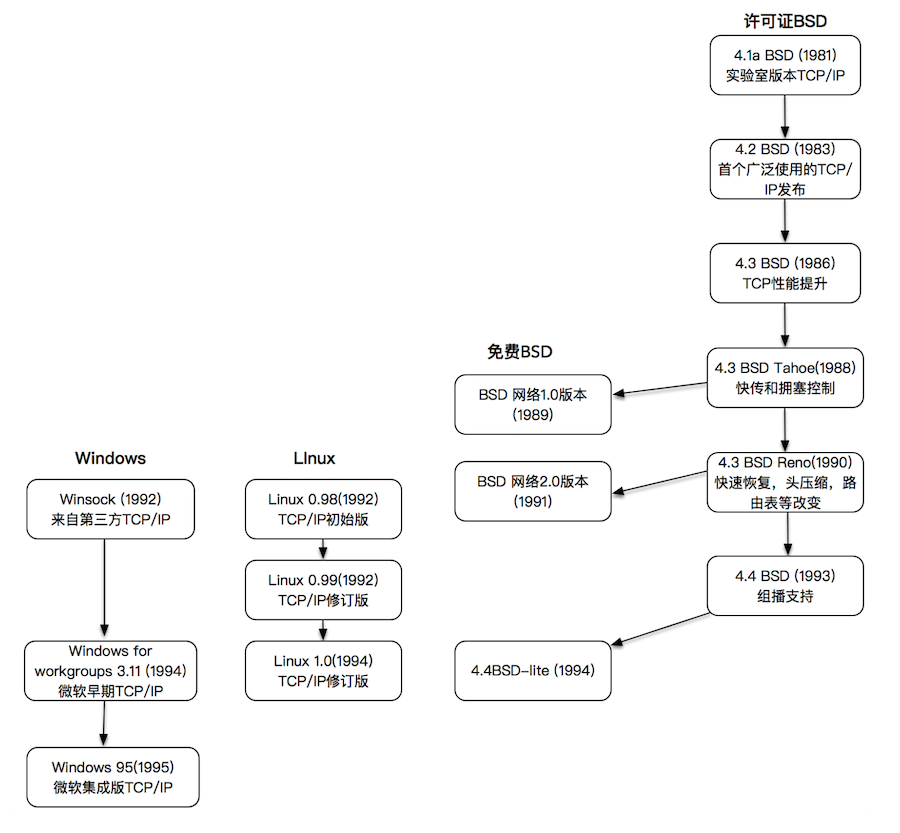 许可证BSD
4.1a BSD (1981)
实验室版本TCP/IP
4.2 BSD (1983)
首个广泛使用的TCP/
IP发布
4.3 BSD (1986)
TCP性能提升
4.3 BSD Tahoe(1988)
快传和拥塞控制
4.3 BSD Reno(1990)
快速恢复，头压缩，路
由表等改变
4.4 BSD (1993)
组播支持
免费BSD
BSD 网络1.0版本
(1989)
BSD 网络2.0版本
(1991)
4.4BSD-lite (1994)
LInux
Linux 0.98(1992)
TCP/IP初始版
Linux 0.99(1992)
TCP/IP修订版
Linux 1.0(1994)
TCP/IP修订版
Windows
Winsock (1992)
来自第三方TCP/IP
Windows for
workgroups 3.11 (1994)
微软早期TCP/IP
Windows 95(1995)
微软集成版TCP/IP